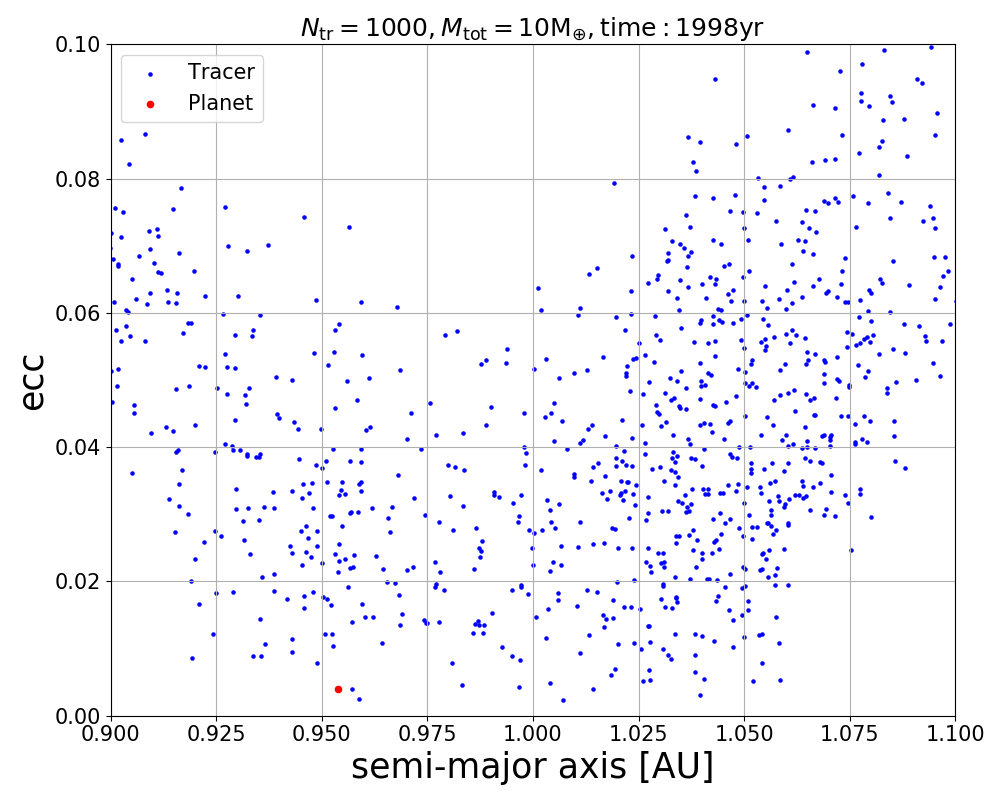 N_tr = 1000, M_tot = 10M_⊕, time : 1998yr
Tracer
Planet
ecc
0.10
0.08
0.06
0.04
0.02
0.00
0.900 0.925 0.950 0.975 1.000 1.025 1.050 1.075 1.100
semi-major axis [AU]